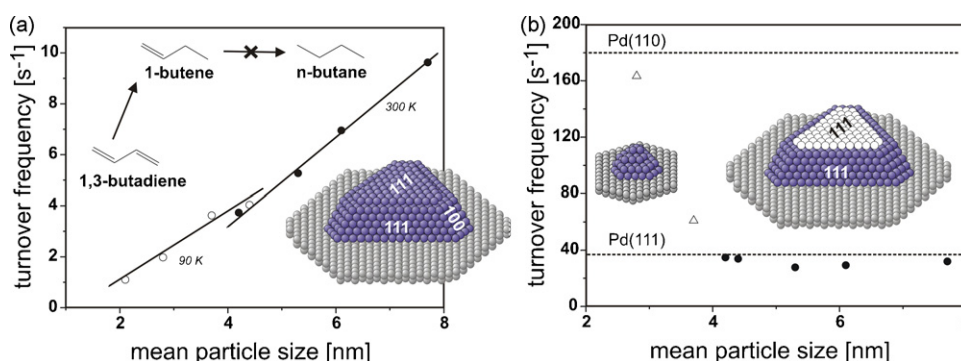 (a)
turnover frequency [s⁻¹]
10
8
6
4
2
0
1-butene
n-butane
1,3-butadiene
300 K
90 K
111
111
100
2
4
6
8
mean particle size [nm]
(b)
turnover frequency [s⁻¹]
200
160
120
80
40
0
Pd(110)
111
111
Pd(111)
2
4
6
8
mean particle size [nm]